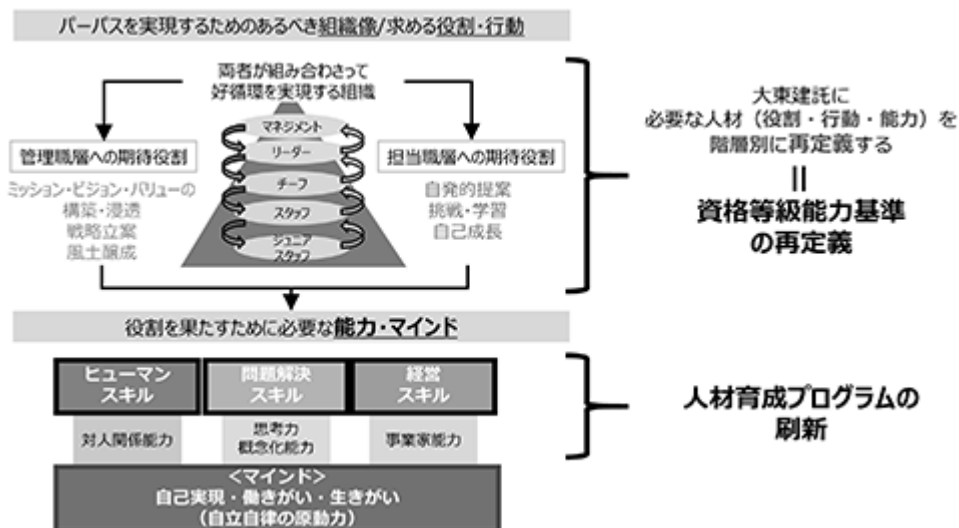 パーパスを実現するためのあるべき組織像/求める役割・行動
両者が組み合わさって
好循環を実現する組織
マネジメント
リーダー
チーフ
スタッフ
ジュニア
スタッフ
管理職層への期待役割
ミッション・ビジョン・バリューの
構築・浸透
戦略立案
風土醸成
担当職層への期待役割
自発的提案
挑戦・学習
自己成長
大東建託に
必要な人材（役割・行動・能力）を
階層別に再定義する
=
資格等級能力基準
の再定義
役割を果たすために必要な能力・マインド
ヒューマン
スキル
問題解決
スキル
経営
スキル
対人関係能力
思考力
概念化能力
事業家能力
<マインド>
自己実現・働きがい・生きがい
（自立自律の原動力）
人材育成プログラムの
刷新